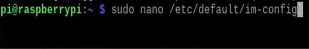 pi@raspberrypi:~ $ sudo nano /etc/default/im-config